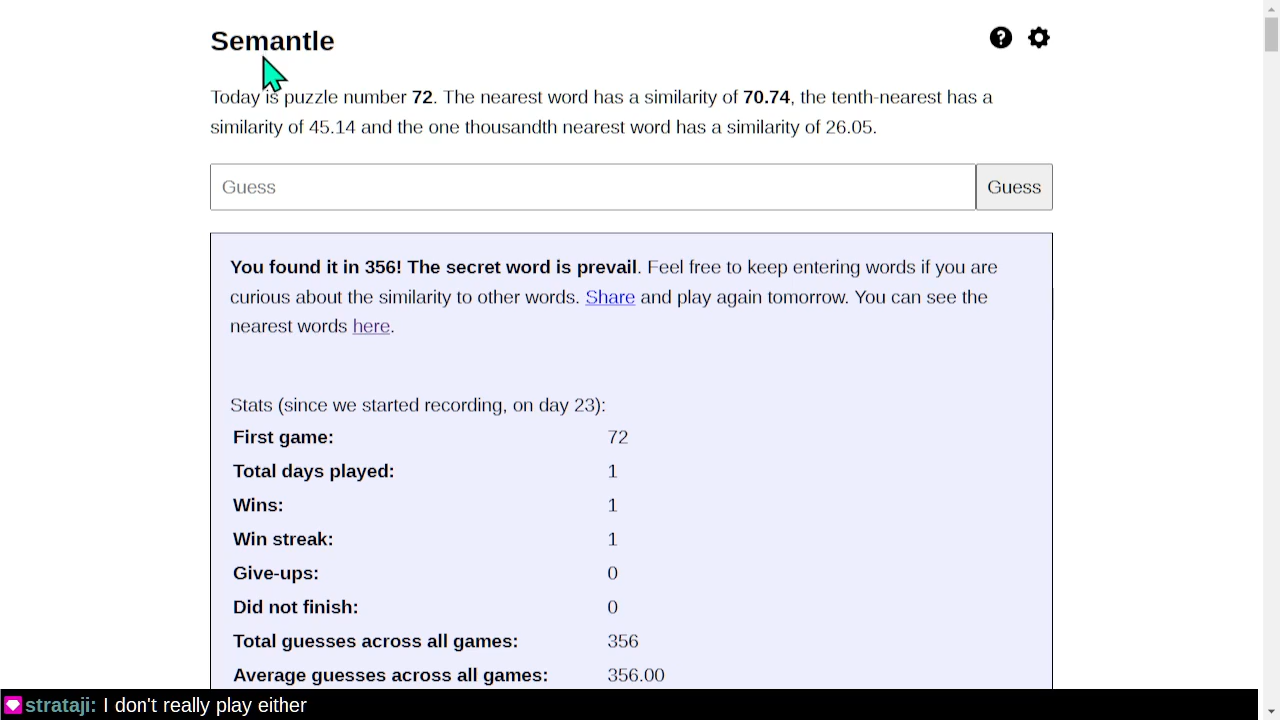 Semantle
Today is puzzle number 72. The nearest word has a similarity of 70.74, the tenth-nearest has a
similarity of 45.14 and the one thousandth nearest word has a similarity of 26.05.
Guess Guess
You found it in 356! The secret word is prevail. Feel free to keep entering words if you are
curious about the similarity to other words. Share and play again tomorrow. You can see the
nearest words here.
Stats (since we started recording, on day 23):
First game: 72
Total days played: 1
Wins: 1
Win streak: 1
Give-ups: 0
Did not finish: 0
Total guesses across all games: 356
Average guesses across all games: 356.00
strataji: I don't really play either